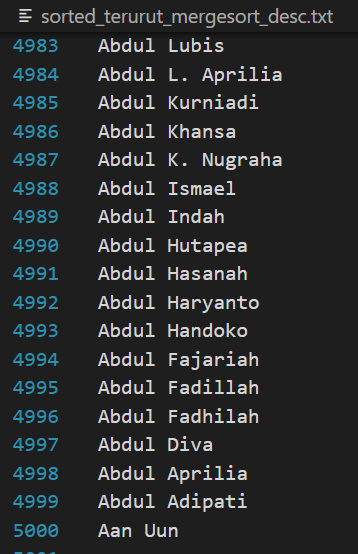 sorted_terurut_mergesort_desc.txt
4983 Abdul Lubis
4984 Abdul L. Aprilia
4985 Abdul Kurniadi
4986 Abdul Khansa
4987 Abdul K. Nugraha
4988 Abdul Ismael
4989 Abdul Indah
4990 Abdul Hutapea
4991 Abdul Hasanah
4992 Abdul Haryanto
4993 Abdul Handoko
4994 Abdul Fajariah
4995 Abdul Fadillah
4996 Abdul Fadhilah
4997 Abdul Diva
4998 Abdul Aprilia
4999 Abdul Adipati
5000 Aan Uun